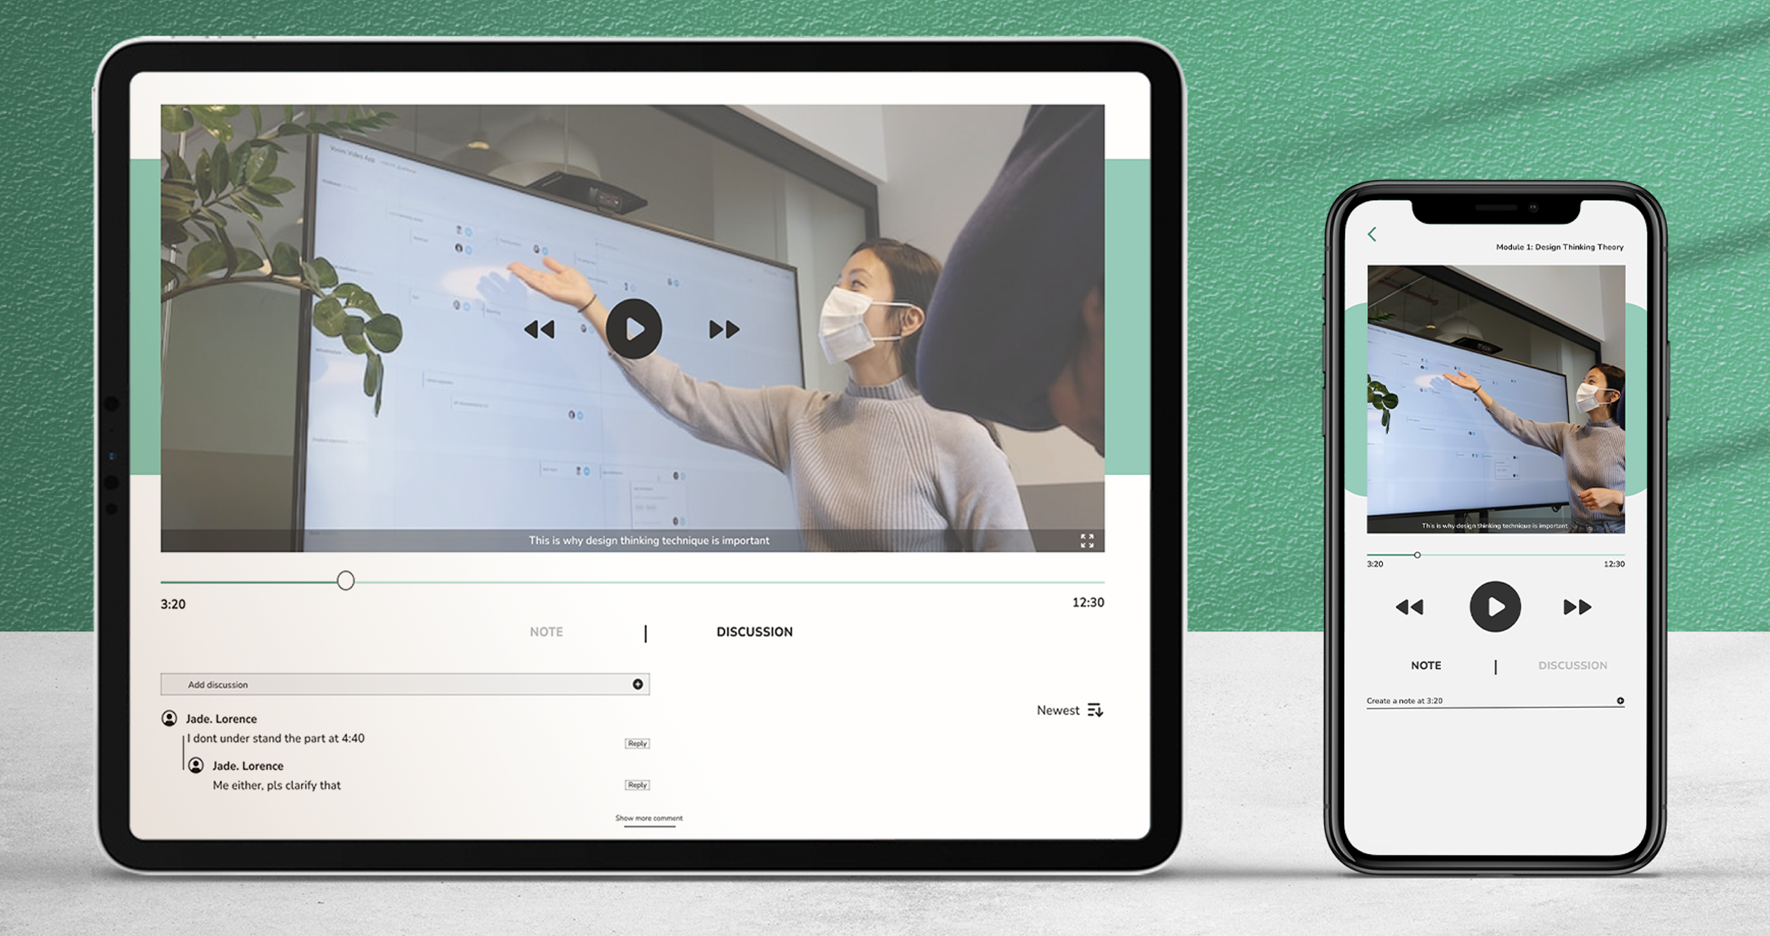 This is why design thinking technique is important
3:20
12:30
NOTE | DISCUSSION
Add discussion
Newest
Jade. Lorence
I dont under stand the part at 4:40
Reply
Jade. Lorence
Me either, pls clarify that
Reply
Show more comment
Module 1: Design Thinking Theory
This is why design thinking technique is important
3:20
12:30
NOTE | DISCUSSION
Create a note at 3:20